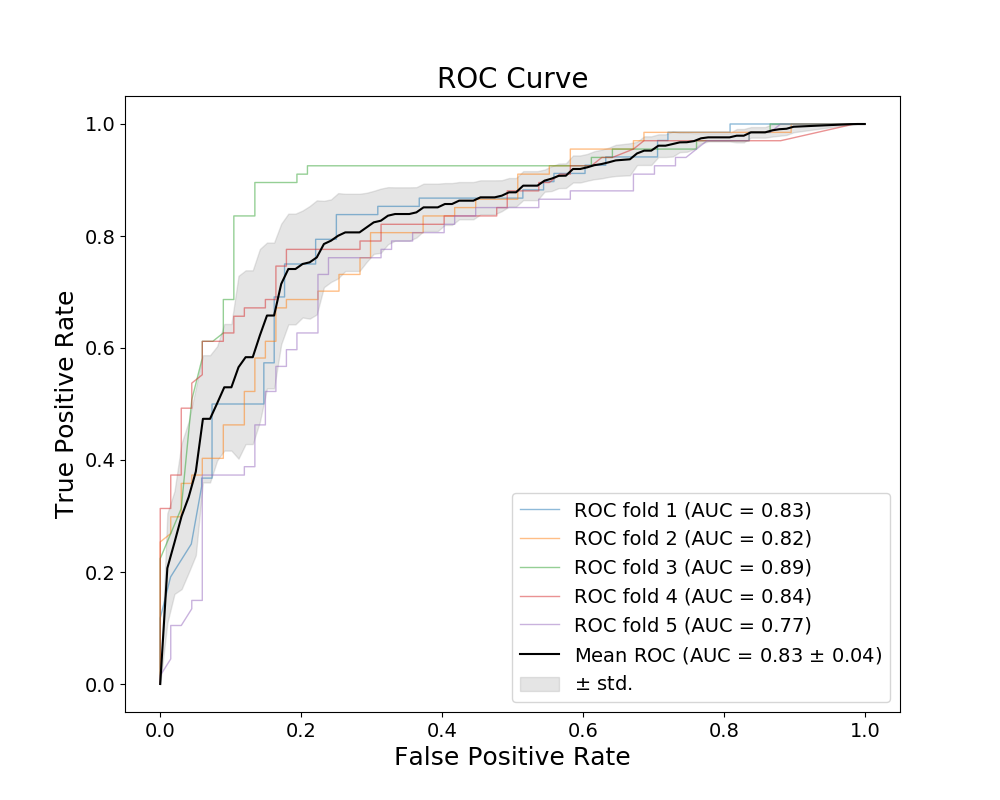 ROC Curve
True Positive Rate
1.0
0.8
0.6
0.4
0.2
0.0
ROC fold 1 (AUC = 0.83)
ROC fold 2 (AUC = 0.82)
ROC fold 3 (AUC = 0.89)
ROC fold 4 (AUC = 0.84)
ROC fold 5 (AUC = 0.77)
Mean ROC (AUC = 0.83 ± 0.04)
± std.
0.0 0.2 0.4 0.6 0.8 1.0
False Positive Rate